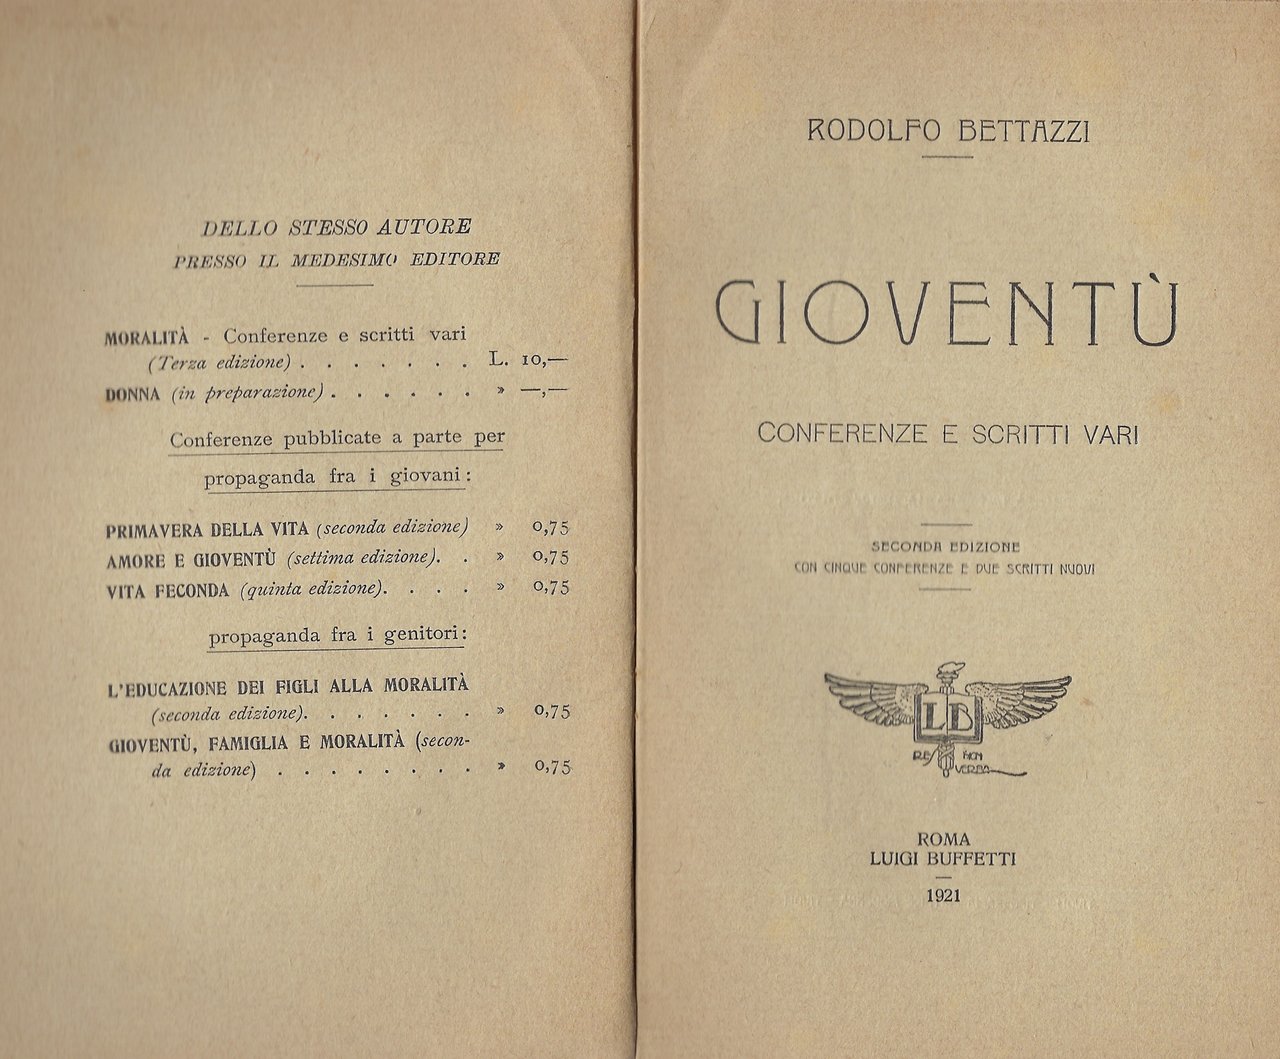 DELLO STESSO AUTORE
PRESSO IL MEDESIMO EDITORE
MORALITÀ - Conferenze e scritti vari
(Terza edizione) . . . . . . . L. 10,—
DONNA (in preparazione) . . . . . . » —,—
Conferenze pubblicate a parte per
propaganda fra i giovani:
PRIMAVERA DELLA VITA (seconda edizione) » 0,75
AMORE E GIOVENTÙ (settima edizione). . » 0,75
VITA FECONDA (quinta edizione). . . . » 0,75
propaganda fra i genitori:
L'EDUCAZIONE DEI FIGLI ALLA MORALITÀ
(seconda edizione). . . . . . . » 0,75
GIOVENTÙ, FAMIGLIA E MORALITÀ (secon-
da edizione) . . . . . . . . » 0,75
RODOLFO BETTAZZI
GIOVENTÙ
CONFERENZE E SCRITTI VARI
SECONDA EDIZIONE
CON CINQUE CONFERENZE E DUE SCRITTI NUOVI
LB
RES NON
VERBA
ROMA
LUIGI BUFFETTI
1921